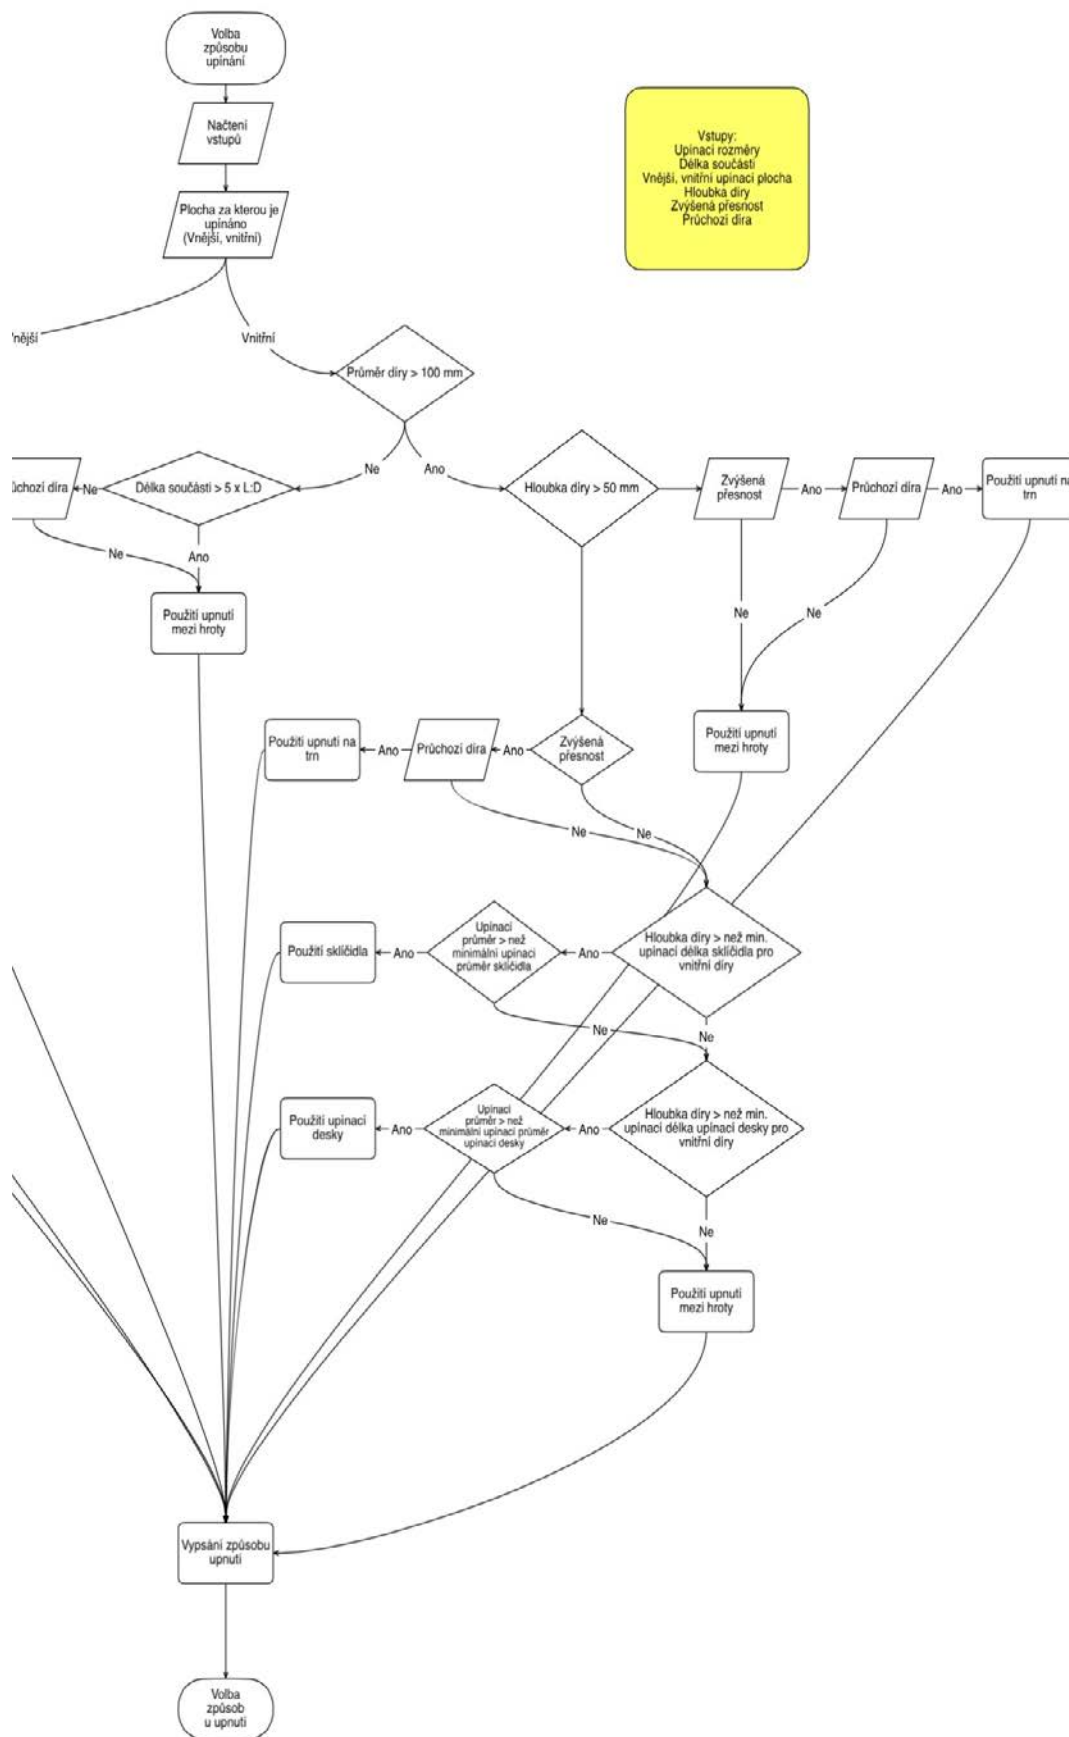 Volba
způsobu
upínání
Načtení
vstupů
Vstupy:
Upínací rozměry
Délka součásti
Vnější, vnitřní upínací plocha
Hloubka díry
Zvýšená přesnost
Průchozí díra
Plocha za kterou je
upínáno
(Vnější, vnitřní)
nější
Vnitřní
Průměr díry > 100 mm
Ne
Ano
ůchozí díra
Ne
Délka součásti > 5 x L:D
Hloubka díry > 50 mm
Zvýšená
přesnost
Ano
Průchozí díra
Ano
Použití upnutí na
trn
Ne
Ano
Použití upnutí
mezi hroty
Ne
Ne
Použití upnutí
mezi hroty
Použití upnutí na
trn
Ano
Průchozí díra
Ano
Zvýšená
přesnost
Ne
Ne
Použití sklíčidla
Ano
Upínací
průměr > než
minimální upínací
průměr sklíčidla
Ano
Hloubka díry > než min.
upínací délka sklíčidla pro
vnitřní díry
Ne
Ne
Použití upínací
desky
Ano
Upínací
průměr > než
minimální upínací průměr
upínací desky
Ano
Hloubka díry > než min.
upínací délka upínací desky pro
vnitřní díry
Ne
Ne
Použití upnutí
mezi hroty
Vypsání způsobu
upnutí
Volba
způsob
u upnutí